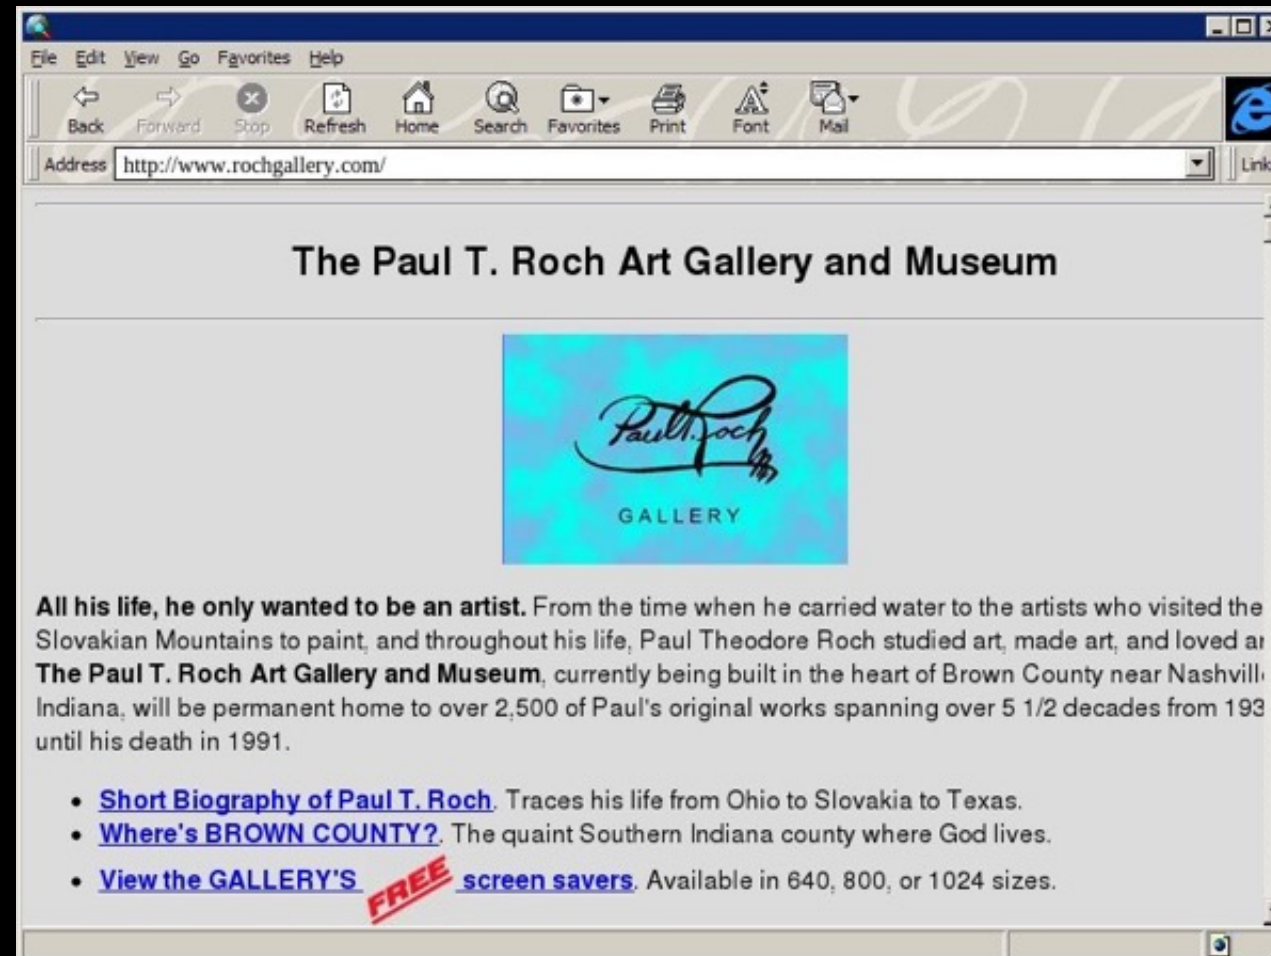 File Edit View Go Favorites Help
Back Forward Stop Refresh Home Search Favorites Print Font Mail
Address http://www.rochgallery.com/
The Paul T. Roch Art Gallery and Museum
Paul T. Roch
GALLERY
All his life, he only wanted to be an artist. From the time when he carried water to the artists who visited the
Slovakian Mountains to paint, and throughout his life, Paul Theodore Roch studied art, made art, and loved
The Paul T. Roch Art Gallery and Museum, currently being built in the heart of Brown County near
Indiana, will be permanent home to over 2,500 of Paul's original works spanning over 5 1/2 decades from
until his death in 1991.
Short Biography of Paul T. Roch. Traces his life from Ohio to Slovakia to Texas.
Where's BROWN COUNTY?. The quaint Southern Indiana county where God lives.
View the GALLERY'S FREE screen savers. Available in 640, 800, or 1024 sizes.